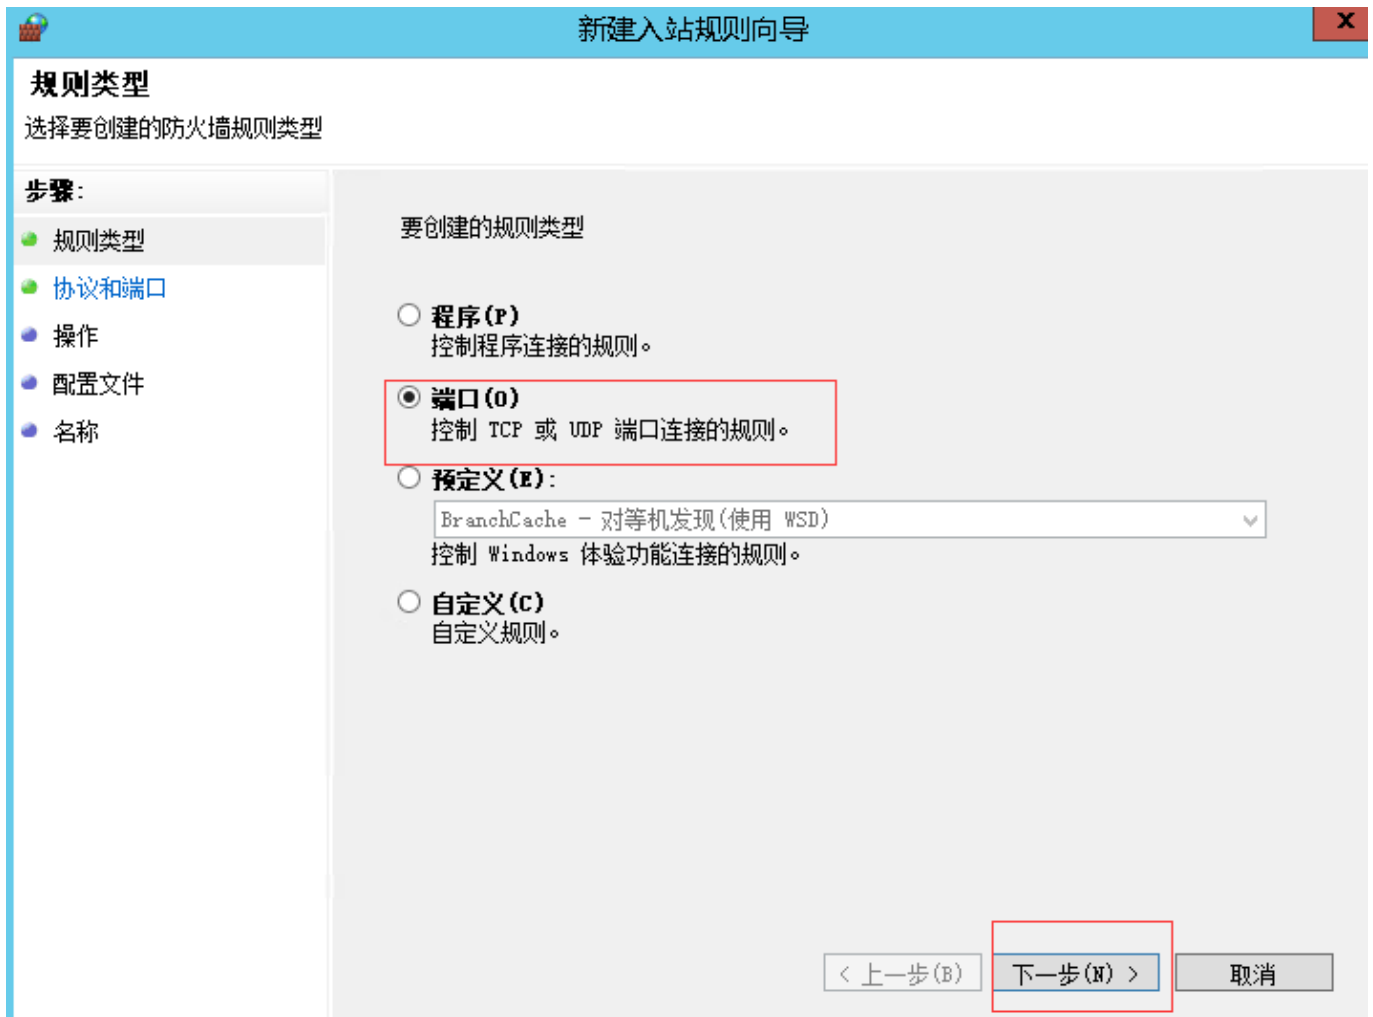 新建入站规则向导
X
规则类型
选择要创建的防火墙规则类型
步骤:
规则类型
协议和端口
操作
配置文件
名称
要创建的规则类型
程序(P)
控制程序连接的规则。
端口(O)
控制 TCP 或 UDP 端口连接的规则。
预定义(E):
BranchCache - 对等机发现(使用 WSD)
控制 Windows 体验功能连接的规则。
自定义(C)
自定义规则。
< 上一步(B)
下一步(N) >
取消